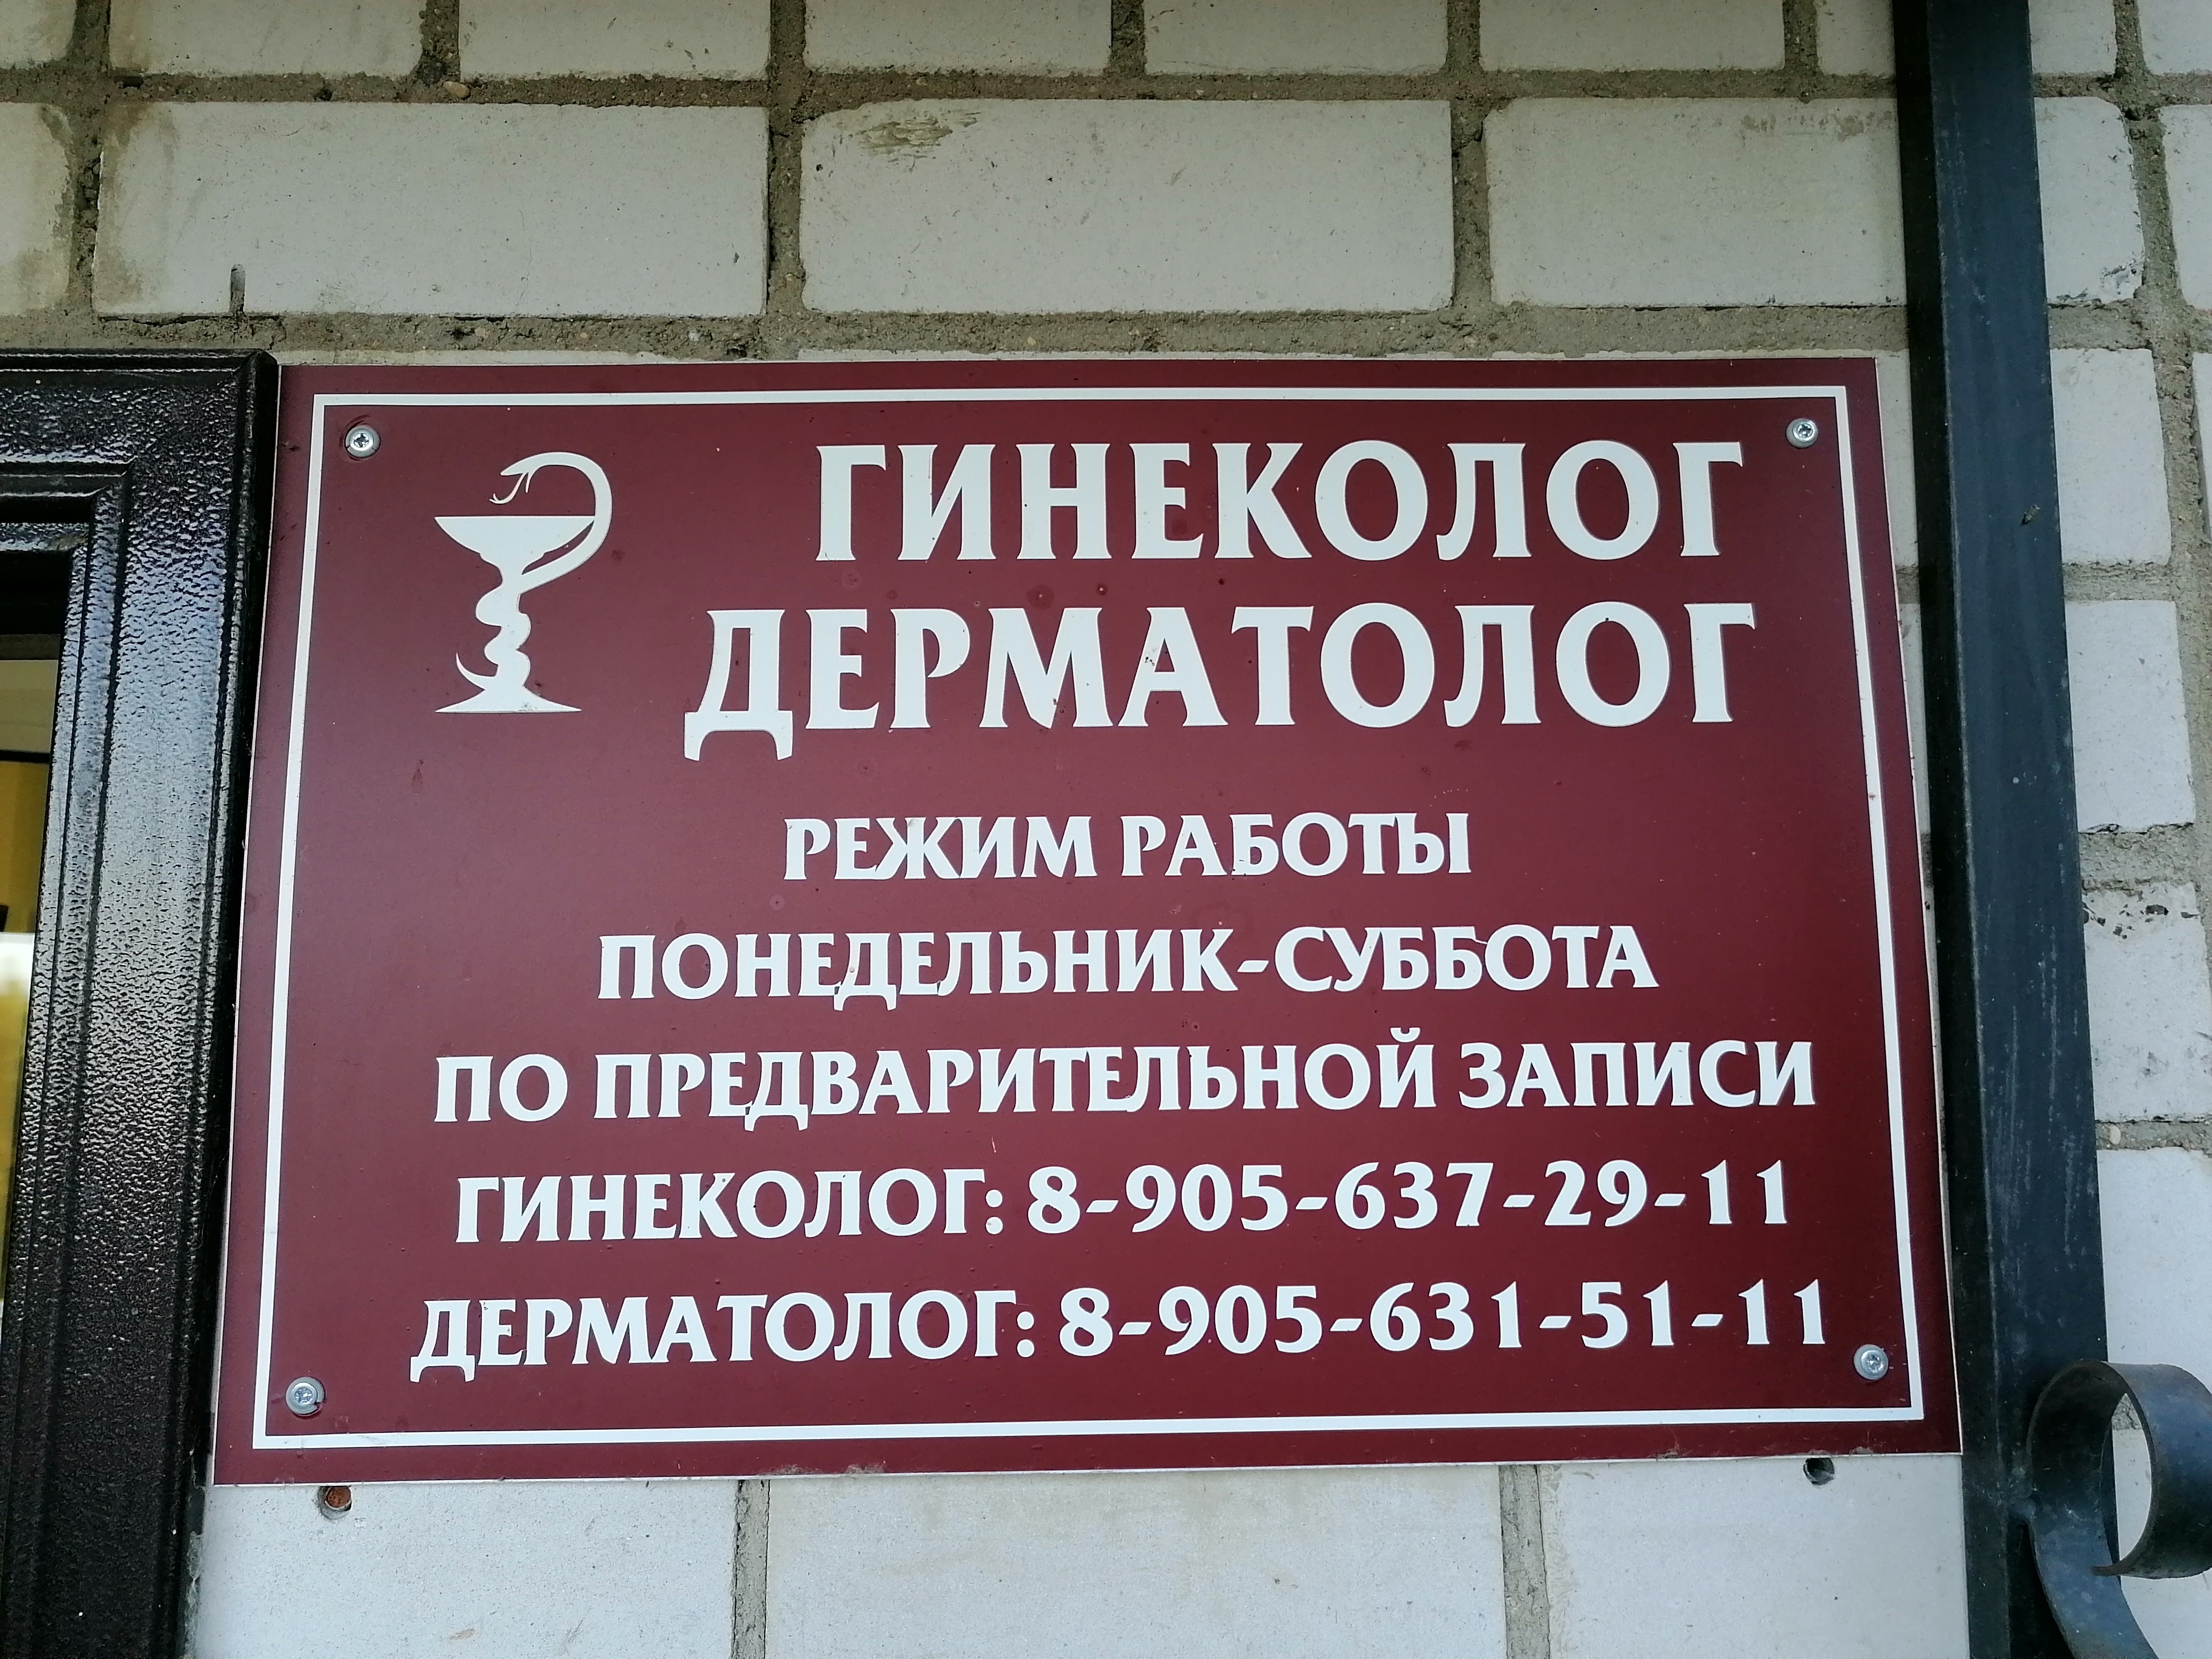 ГИНЕКОЛОГ
ДЕРМАТОЛОГ
РЕЖИМ РАБОТЫ
ПОНЕДЕЛЬНИК-СУББОТА
ПО ПРЕДВАРИТЕЛЬНОЙ ЗАПИСИ
ГИНЕКОЛОГ: 8-905-637-29-11
ДЕРМАТОЛОГ: 8-905-631-51-11